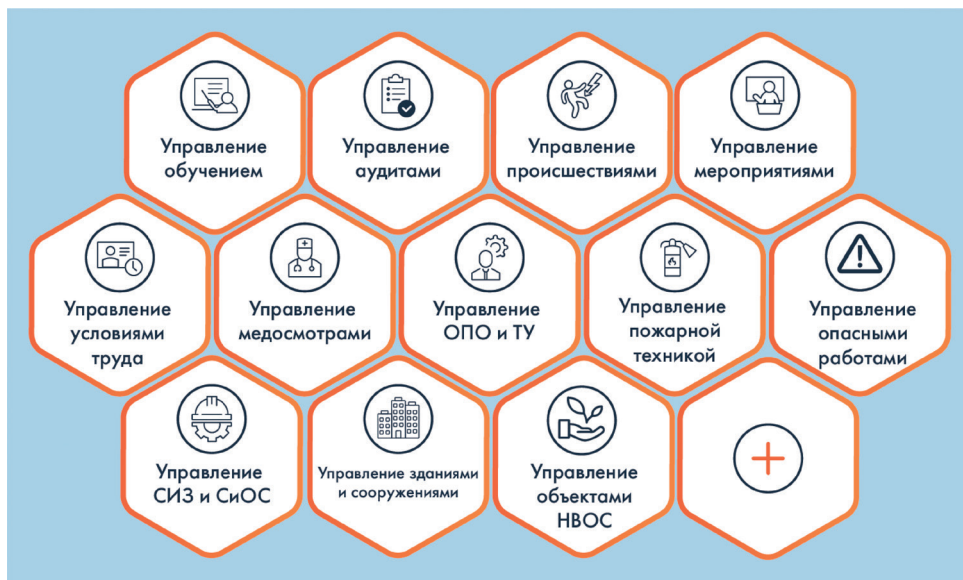 Управление
обучением
Управление
аудитами
Управление
происшествиями
Управление
мероприятиями
Управление
условиями
труда
Управление
медосмотрами
Управление
ОПО и ТУ
Управление
пожарной
техникой
Управление
опасными
работами
Управление
СИЗ и СиОС
Управление зданиями
и сооружениями
Управление
объектами
НВОС